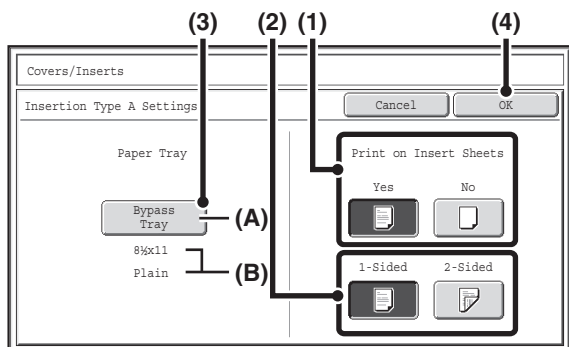 (3) (2) (1) (4)
Covers/Inserts
Insertion Type A Settings Cancel OK
Paper Tray Print on Insert Sheets
Yes No
Bypass
Tray (A)
8½x11
Plain (B)
1-Sided 2-Sided